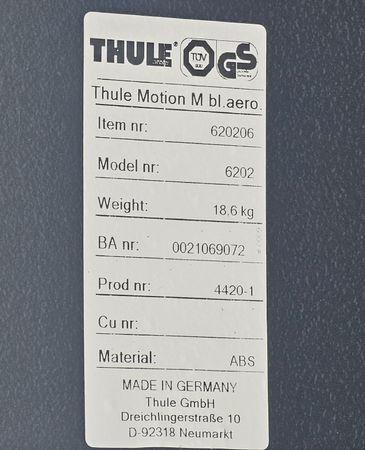 THULE® TÜV GS
Thule Motion M bl.aero.
Item nr: 620206
Model nr: 6202
Weight: 18,6 kg
BA nr: 0021069072
Prod nr: 4420-1
Cu nr:
Material: ABS
MADE IN GERMANY
Thule GmbH
Dreichlingerstraße 10
D-92318 Neumarkt